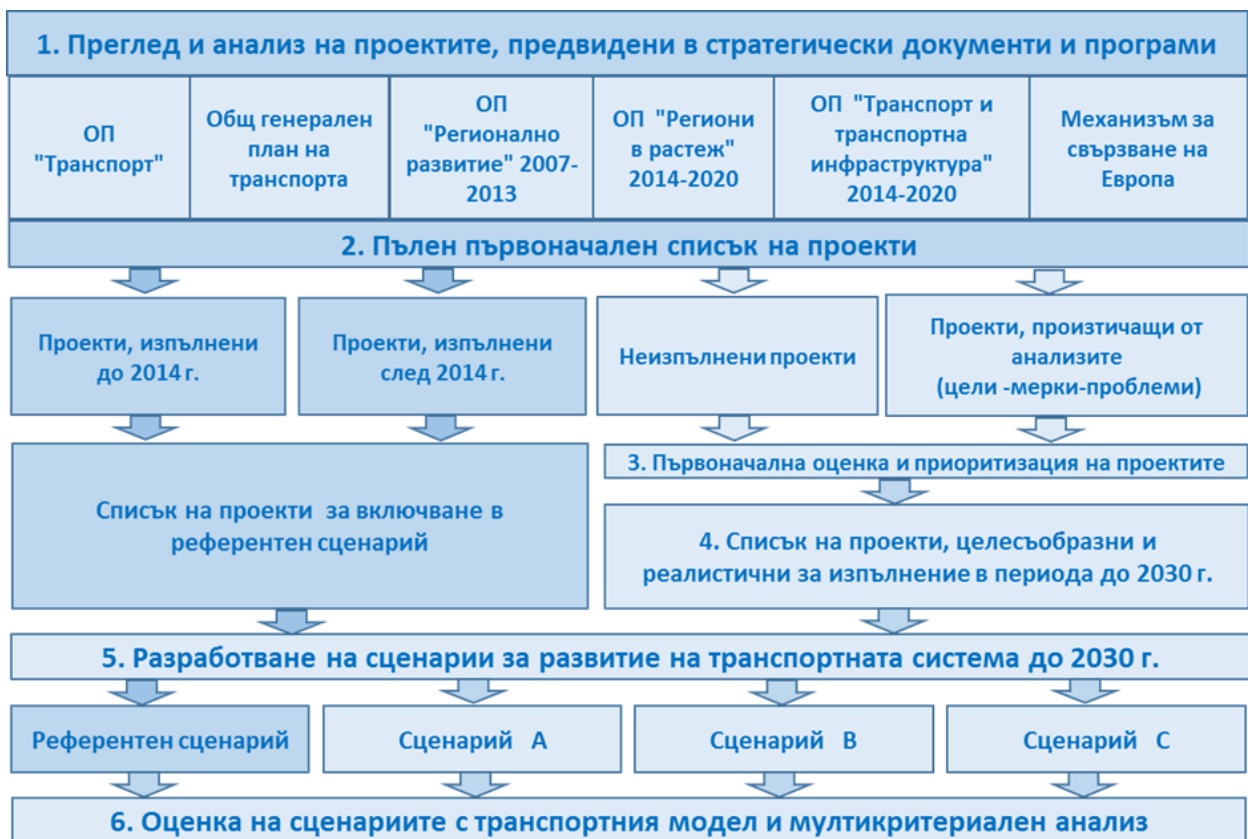 1. Преглед и анализ на проектите, предвидени в стратегически документи и програми
ОП
"Транспорт"
Общ генерален
план на
транспорта
ОП
"Регионално
развитие" 2007-
2013
ОП "Региони
в растеж"
2014-2020
ОП "Транспорт и
транспортна
инфраструктура"
2014-2020
Механизъм за
свързване на
Европа
2. Пълен първоначален списък на проекти
Проекти, изпълнени
до 2014 г.
Проекти, изпълнени
след 2014 г.
Неизпълнени проекти
Проекти, произтичащи от
анализите
(цели -мерки-проблеми)
Списък на проекти за включване в
референтен сценарий
3. Първоначална оценка и приоритизация на проектите
4. Списък на проекти, целесъобразни и
реалистични за изпълнение в периода до 2030 г.
5. Разработване на сценарии за развитие на транспортната система до 2030 г.
Референтен сценарий
Сценарий А
Сценарий В
Сценарий С
6. Оценка на сценариите с транспортния модел и мултикритериален анализ